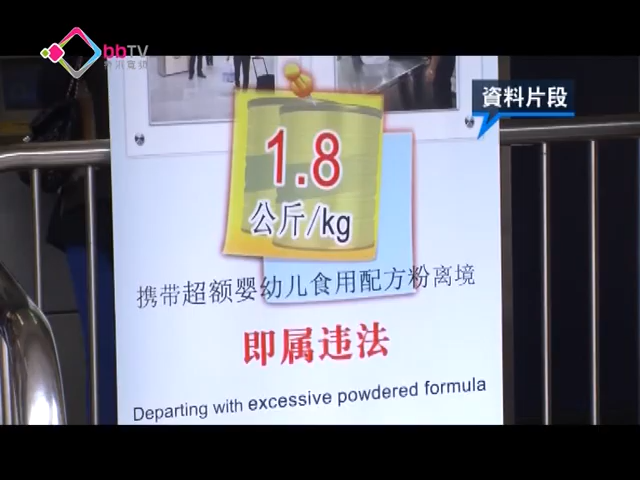 bbTV
資料片段
1.8
公斤/kg
携带超额婴幼儿食用配方粉离境
即属违法
Departing with excessive powdered formula